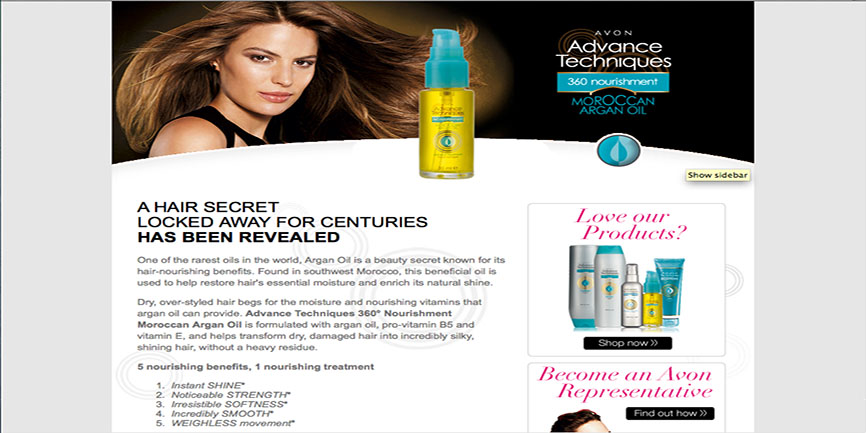 AVON
Advance
Techniques
360 nourishment
MOROCCAN
ARGAN OIL
Advance
Techniques
Show sidebar
A HAIR SECRET
LOCKED AWAY FOR CENTURIES
HAS BEEN REVEALED
One of the rarest oils in the world, Argan Oil is a beauty secret known for its
hair-nourishing benefits. Found in southwest Morocco, this beneficial oil is
used to help restore hair's essential moisture and enrich its natural shine.
Dry, over-styled hair begs for the moisture and nourishing vitamins that
argan oil can provide. Advance Techniques 360° Nourishment
Moroccan Argan Oil is formulated with argan oil, pro-vitamin B5 and
vitamin E, and helps transform dry, damaged hair into incredibly silky,
shining hair, without a heavy residue.
5 nourishing benefits, 1 nourishing treatment
1. Instant SHINE*
2. Noticeable STRENGTH*
3. Irresistible SOFTNESS*
4. Incredibly SMOOTH*
5. WEIGHLESS movement*
Love our
Products?
Shop now >>
Become an Avon
Representative
Find out how >>